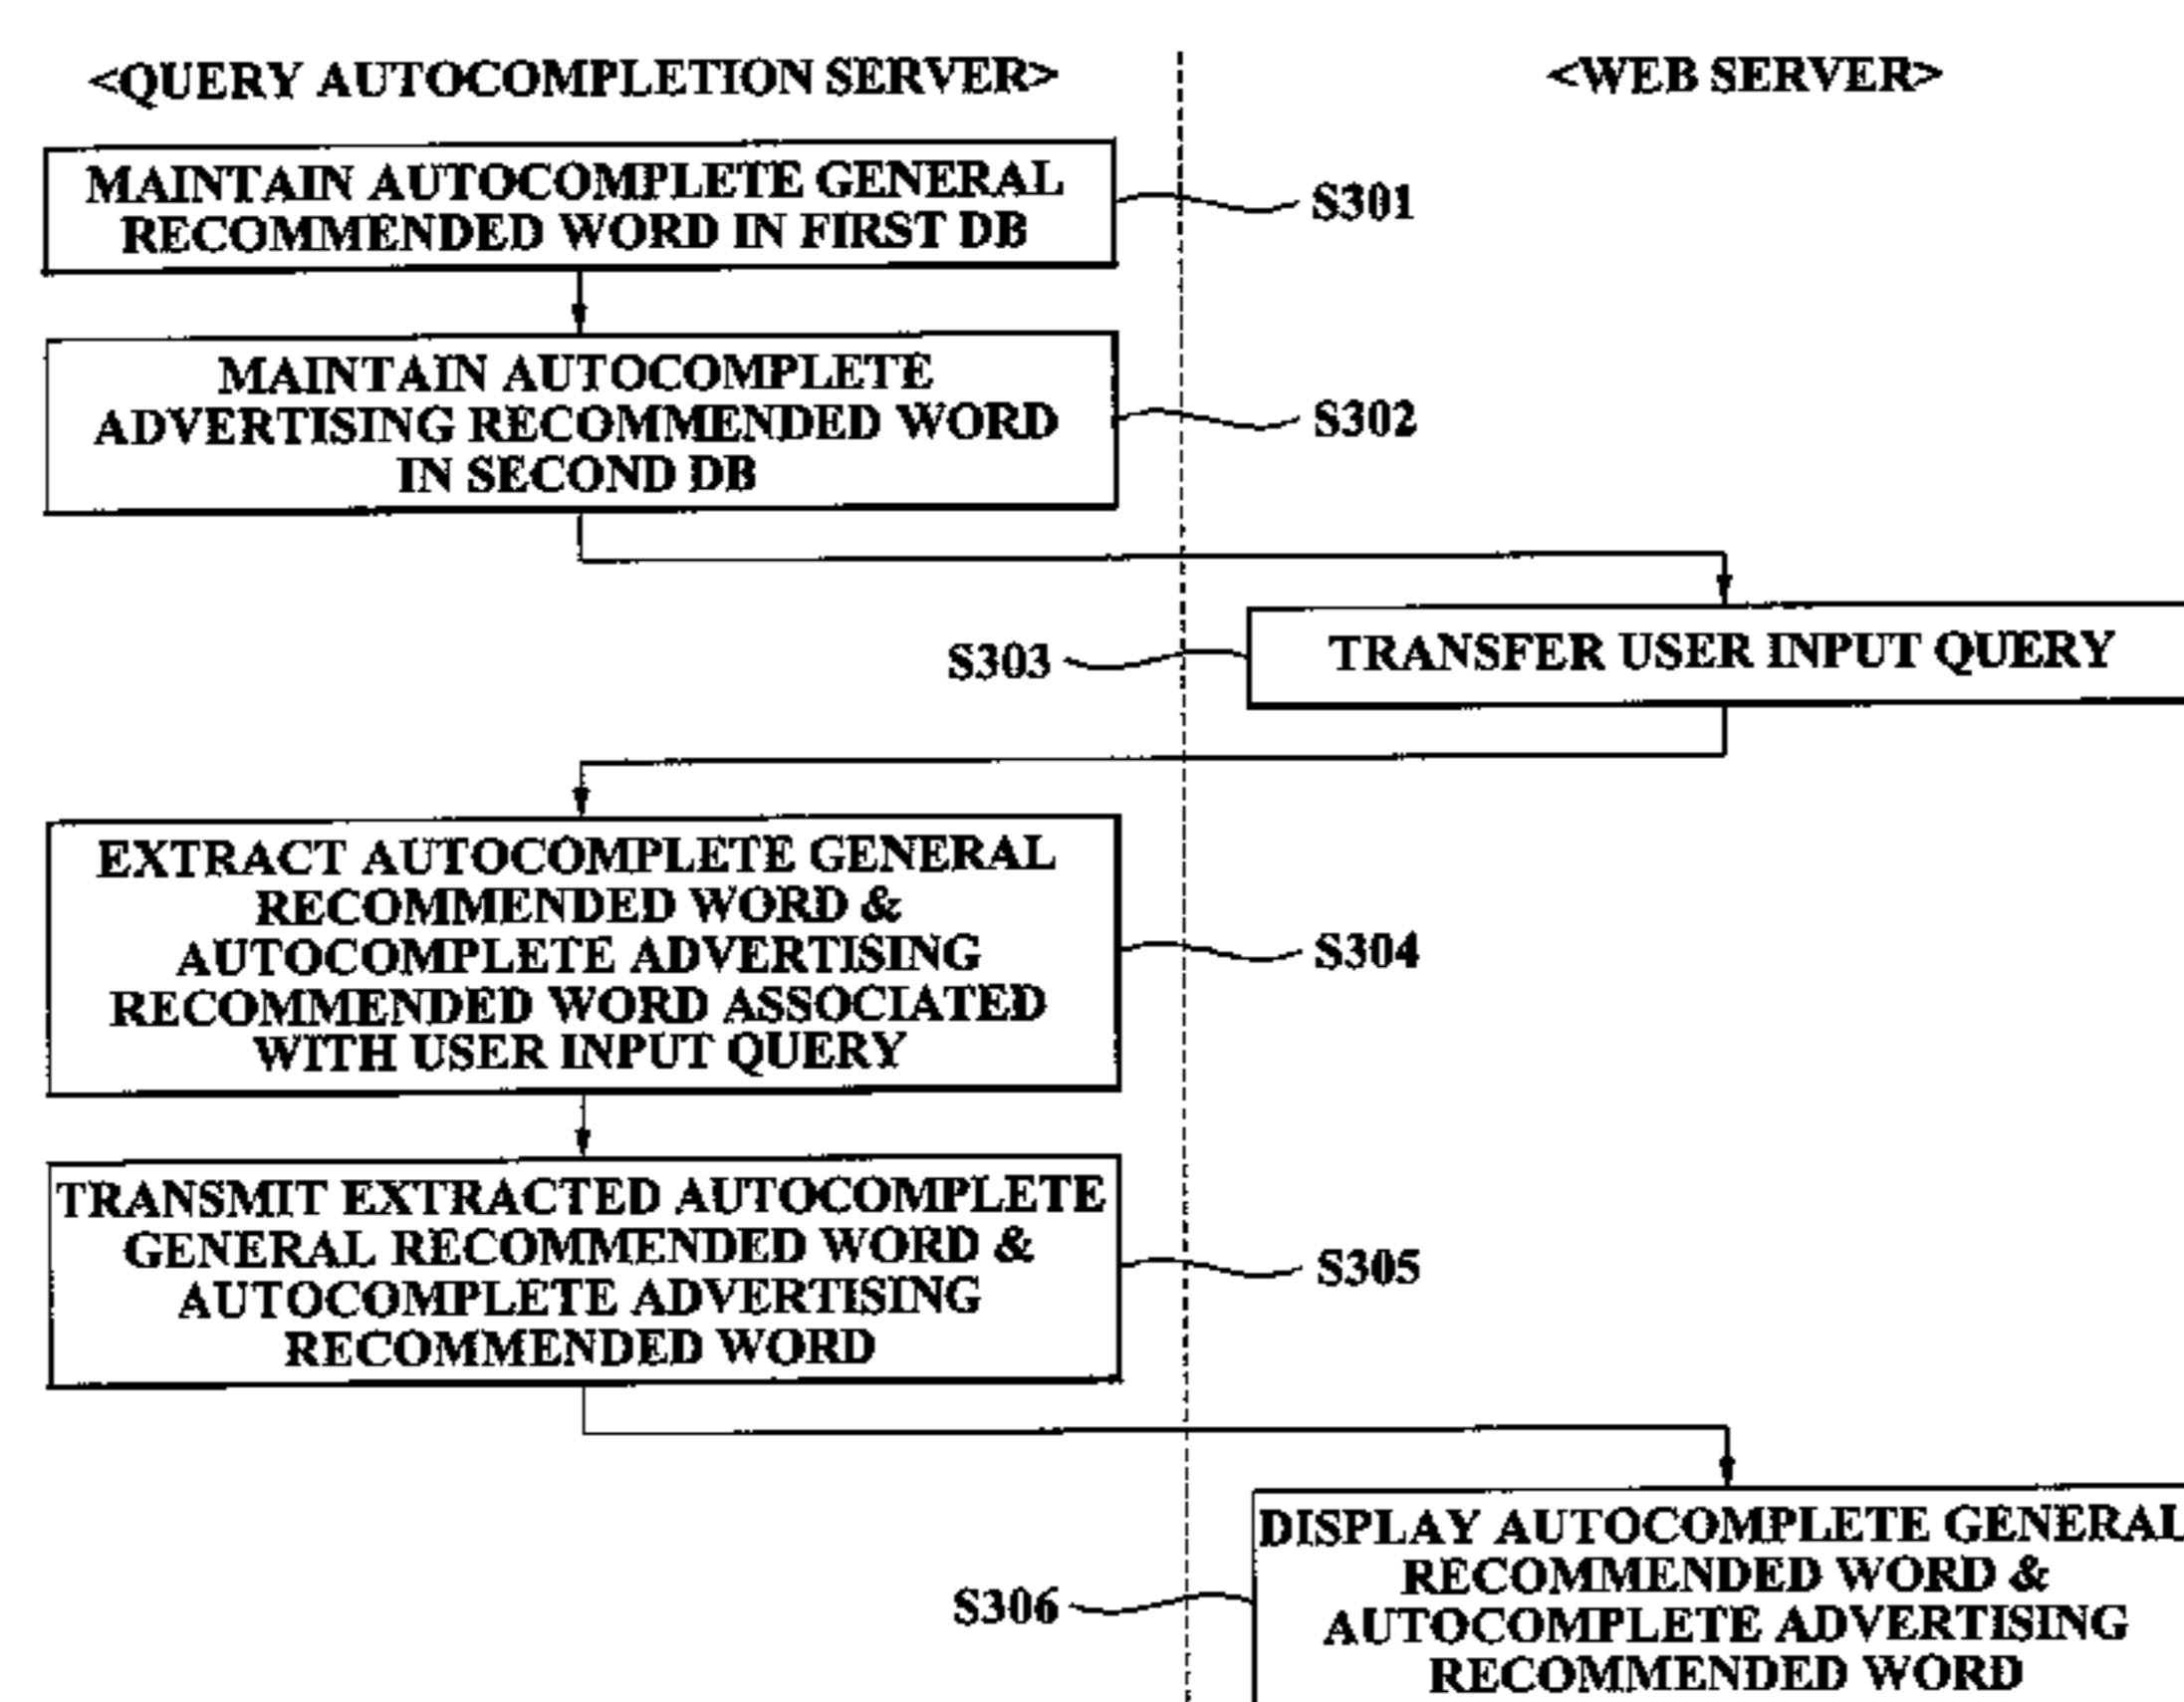 <QUERY AUTOCOMPLETION SERVER>
<WEB SERVER>
MAINTAIN AUTOCOMPLETE GENERAL
RECOMMENDED WORD IN FIRST DB
S301
MAINTAIN AUTOCOMPLETE
ADVERTISING RECOMMENDED WORD
IN SECOND DB
S302
S303
TRANSFER USER INPUT QUERY
EXTRACT AUTOCOMPLETE GENERAL
RECOMMENDED WORD &
AUTOCOMPLETE ADVERTISING
RECOMMENDED WORD ASSOCIATED
WITH USER INPUT QUERY
S304
TRANSMIT EXTRACTED AUTOCOMPLETE
GENERAL RECOMMENDED WORD &
AUTOCOMPLETE ADVERTISING
RECOMMENDED WORD
S305
S306
DISPLAY AUTOCOMPLETE GENERAL
RECOMMENDED WORD &
AUTOCOMPLETE ADVERTISING
RECOMMENDED WORD